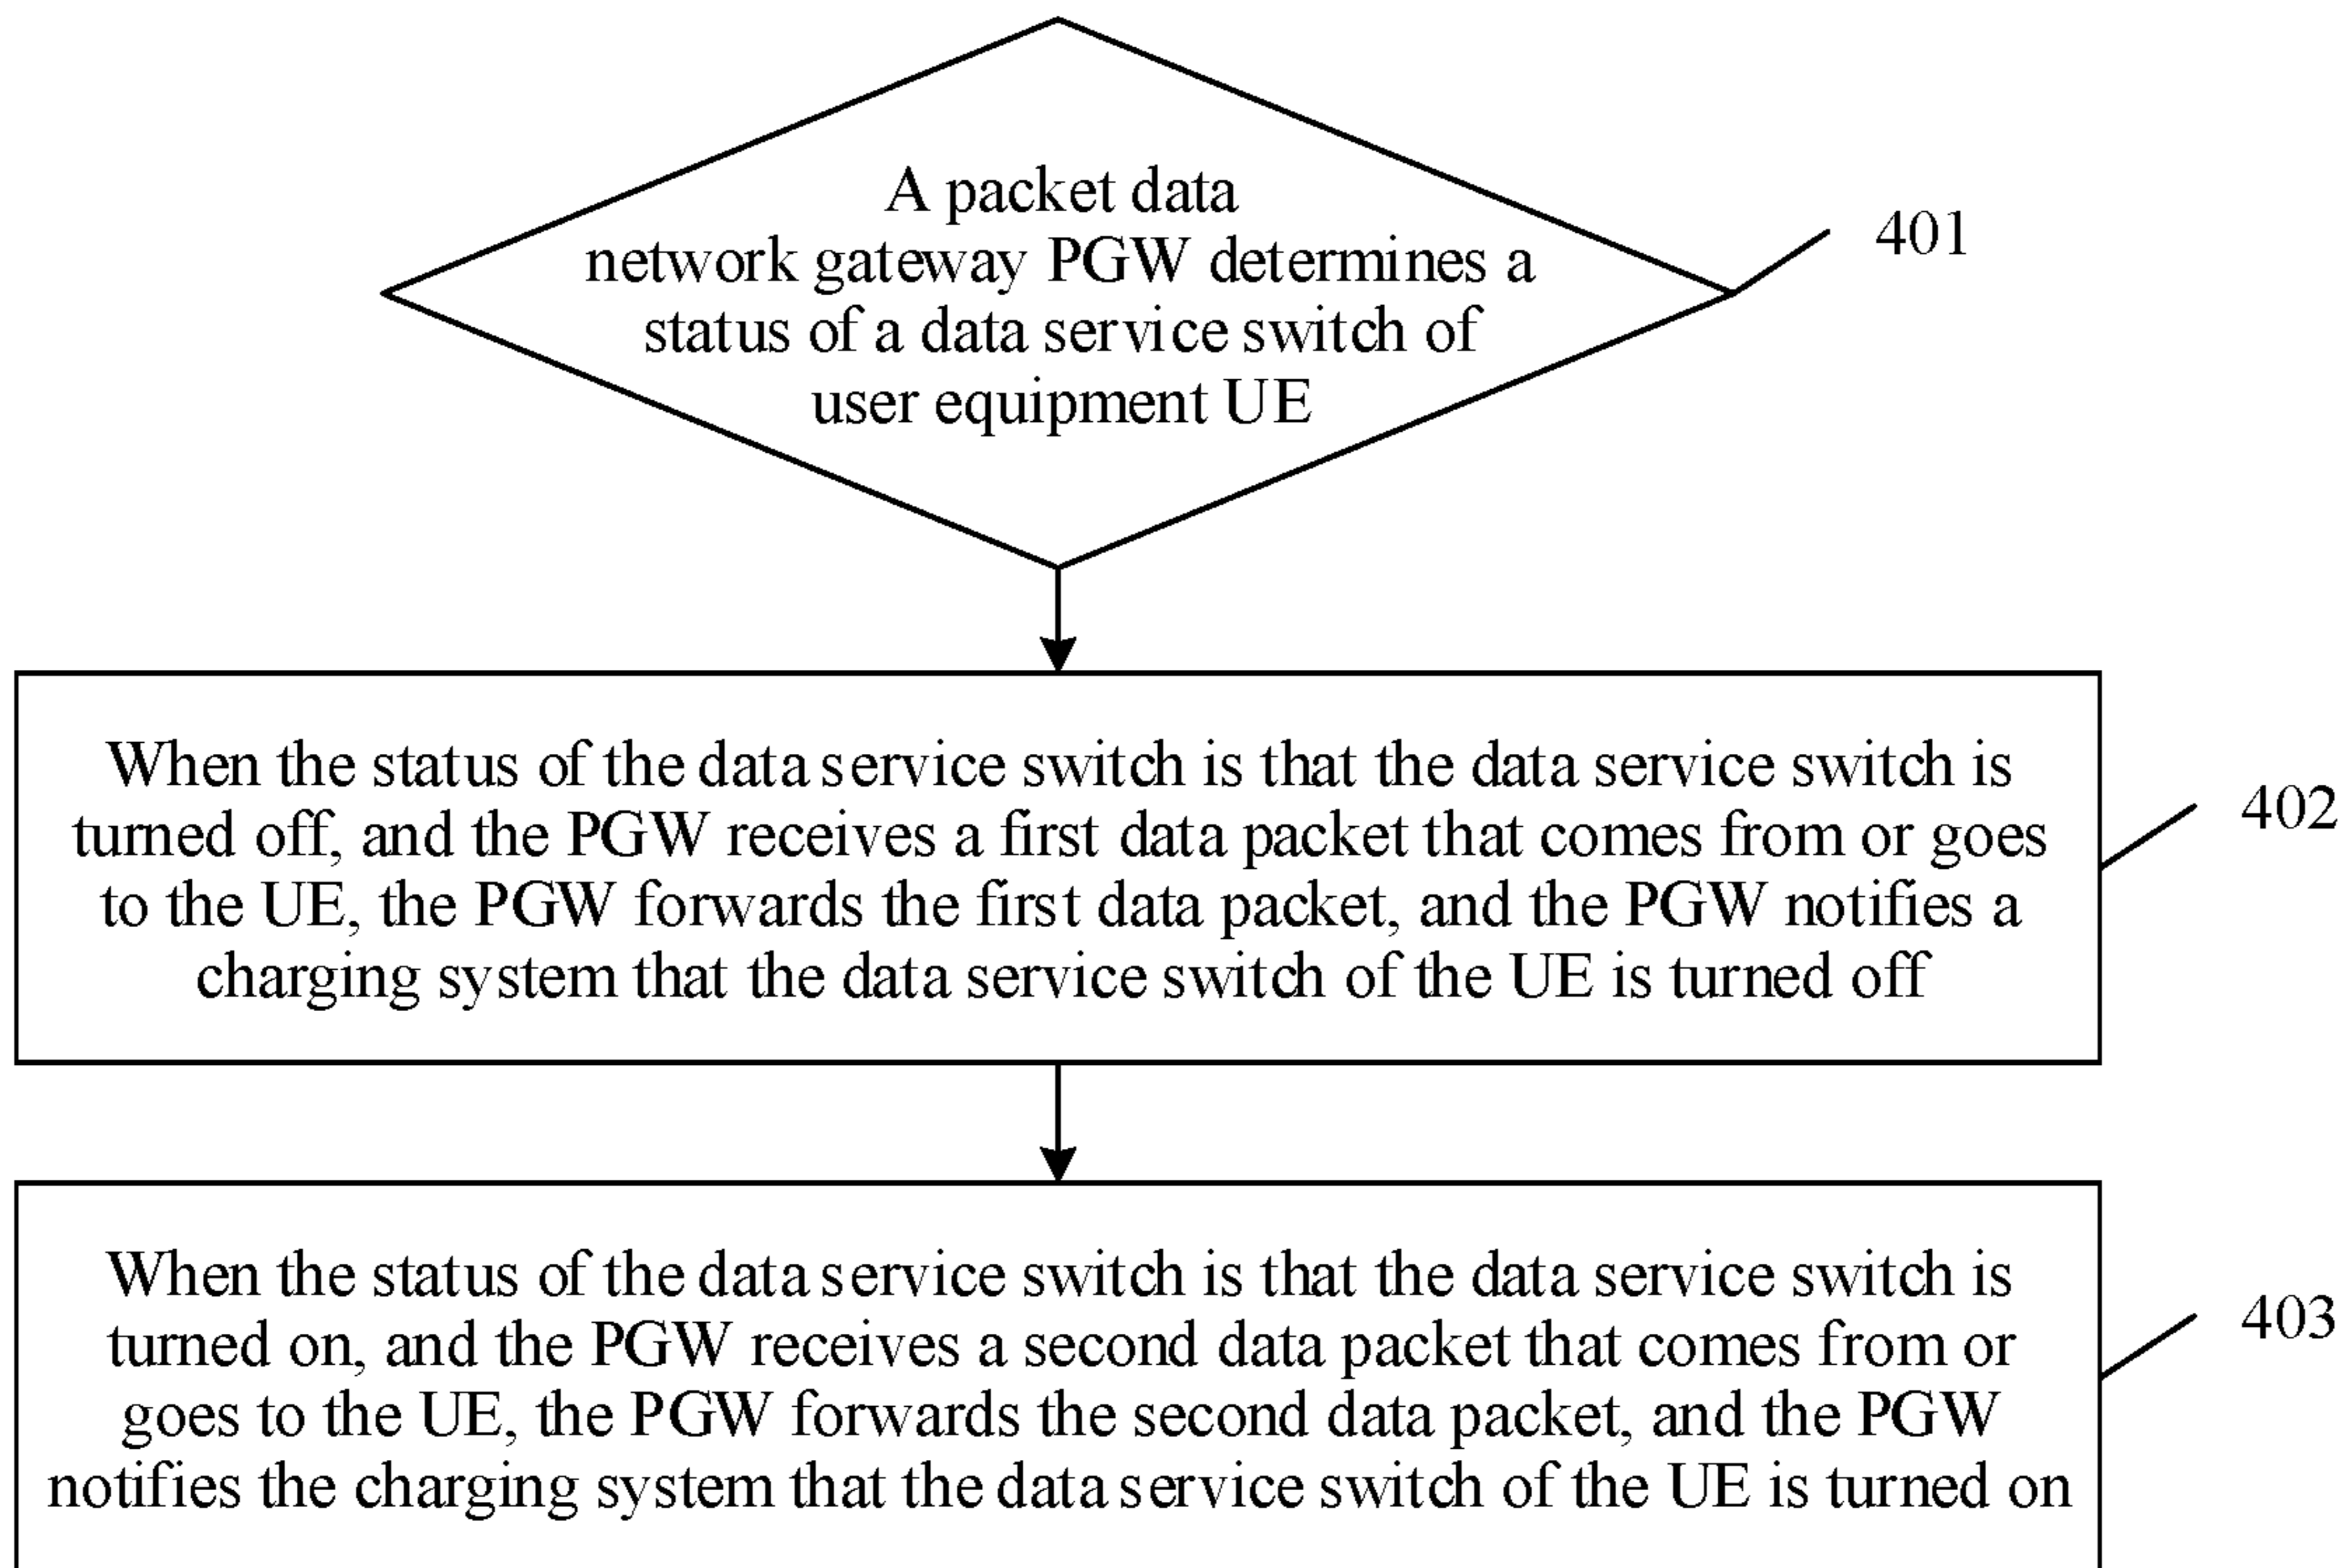 A packet data
network gateway PGW determines a
status of a data service switch of
user equipment UE
401
When the status of the data service switch is that the data service switch is
turned off, and the PGW receives a first data packet that comes from or goes
to the UE, the PGW forwards the first data packet, and the PGW notifies a
charging system that the data service switch of the UE is turned off
402
When the status of the data service switch is that the data service switch is
turned on, and the PGW receives a second data packet that comes from or
goes to the UE, the PGW forwards the second data packet, and the PGW
notifies the charging system that the data service switch of the UE is turned on
403